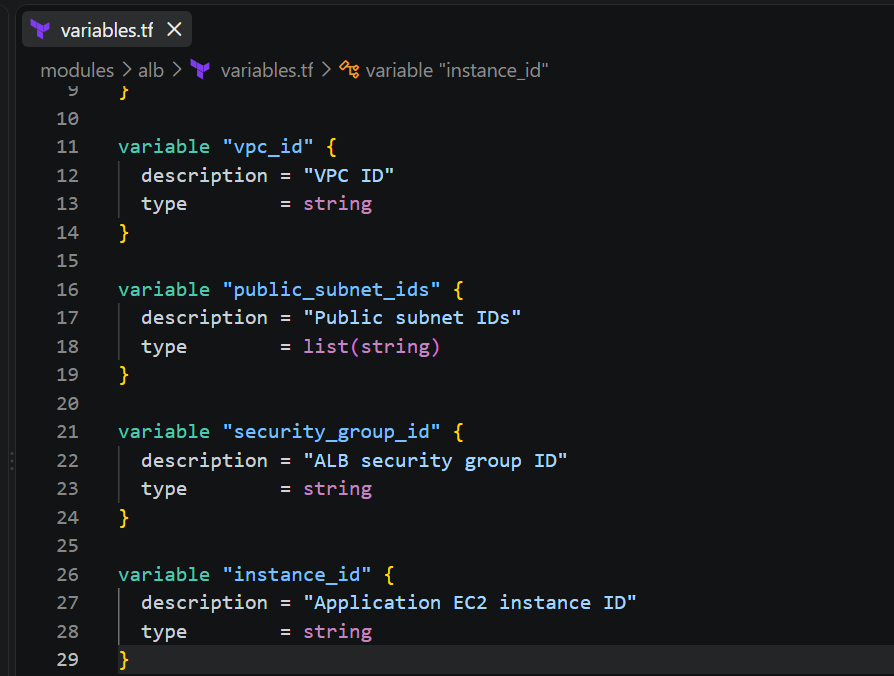 variables.tf
modules > alb > variables.tf > variable "instance_id"
9 }
10
11 variable "vpc_id" {
12   description = "VPC ID"
13   type        = string
14 }
15
16 variable "public_subnet_ids" {
17   description = "Public subnet IDs"
18   type        = list(string)
19 }
20
21 variable "security_group_id" {
22   description = "ALB security group ID"
23   type        = string
24 }
25
26 variable "instance_id" {
27   description = "Application EC2 instance ID"
28   type        = string
29 }